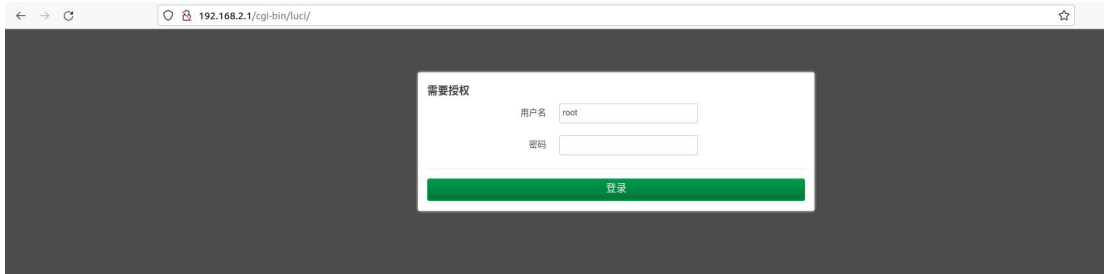 192.168.2.1/cgi-bin/luci/
需要授权
用户名 root
密码
登录